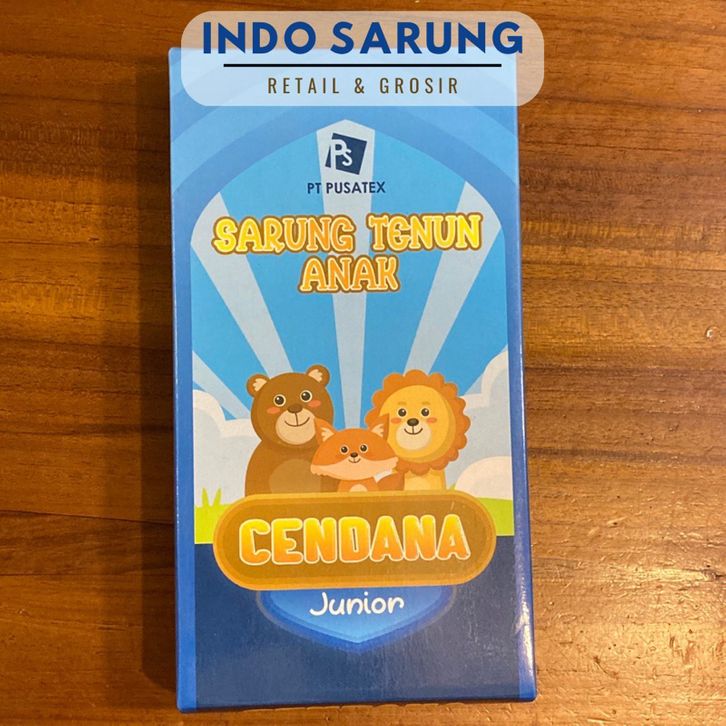 INDO SARUNG
RETAIL & GROSIR
PS
PT PUSATEX
SARUNG TENUN
ANAK
CENDANA
Junior